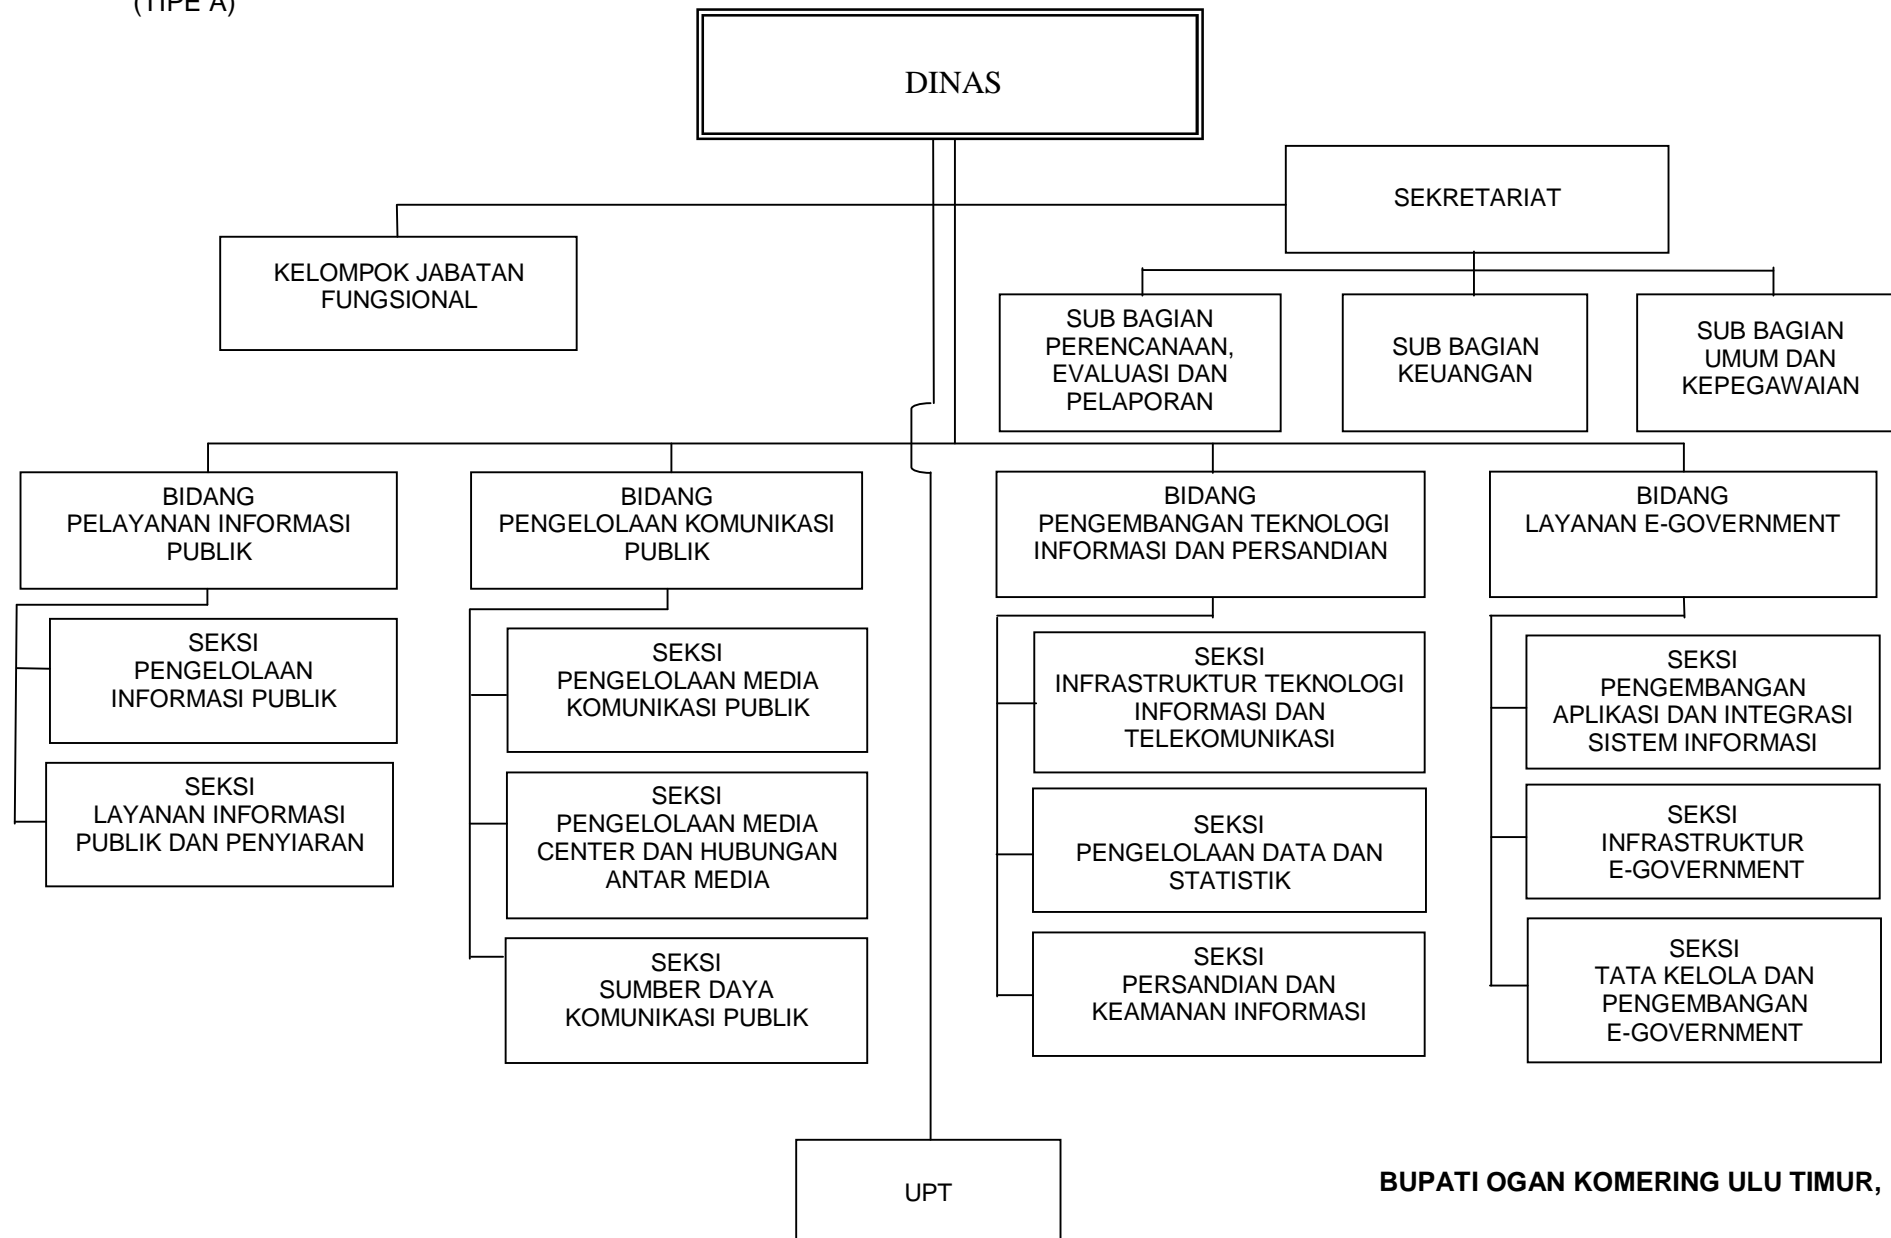 (TIPE A)
DINAS
SEKRETARIAT
KELOMPOK JABATAN
FUNGSIONAL
SUB BAGIAN
PERENCANAAN,
EVALUASI DAN
PELAPORAN
SUB BAGIAN
KEUANGAN
SUB BAGIAN
UMUM DAN
KEPEGAWAIAN
BIDANG
PELAYANAN INFORMASI
PUBLIK
BIDANG
PENGELOLAAN KOMUNIKASI
PUBLIK
BIDANG
PENGEMBANGAN TEKNOLOGI
INFORMASI DAN PERSANDIAN
BIDANG
LAYANAN E-GOVERNMENT
SEKSI
PENGELOLAAN
INFORMASI PUBLIK
SEKSI
LAYANAN INFORMASI
PUBLIK DAN PENYIARAN
SEKSI
PENGELOLAAN MEDIA
KOMUNIKASI PUBLIK
SEKSI
PENGELOLAAN MEDIA
CENTER DAN HUBUNGAN
ANTAR MEDIA
SEKSI
SUMBER DAYA
KOMUNIKASI PUBLIK
SEKSI
INFRASTRUKTUR TEKNOLOGI
INFORMASI DAN
TELEKOMUNIKASI
SEKSI
PENGELOLAAN DATA DAN
STATISTIK
SEKSI
PERSANDIAN DAN
KEAMANAN INFORMASI
SEKSI
PENGEMBANGAN
APLIKASI DAN INTEGRASI
SISTEM INFORMASI
SEKSI
INFRASTRUKTUR
E-GOVERNMENT
SEKSI
TATA KELOLA DAN
PENGEMBANGAN
E-GOVERNMENT
UPT
BUPATI OGAN KOMERING ULU TIMUR,